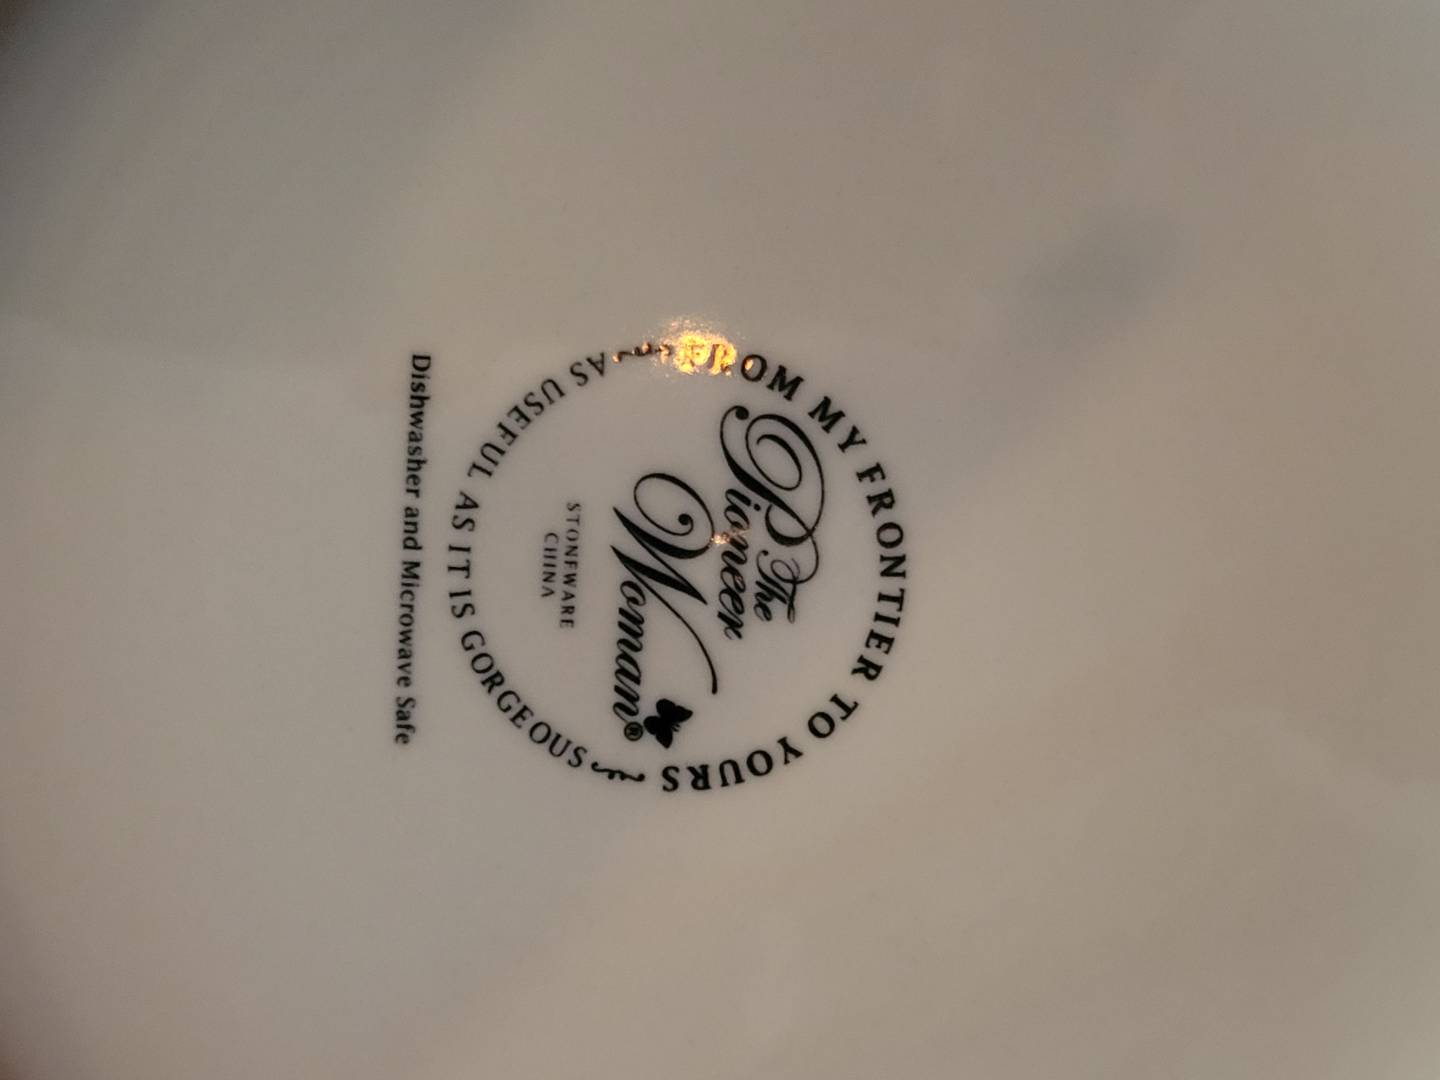 FROM MY FRONTIER TO YOURS
The
Pioneer
Woman®
STONEWARE
CHINA
AS USEFUL AS IT IS GORGEOUS
Dishwasher and Microwave Safe